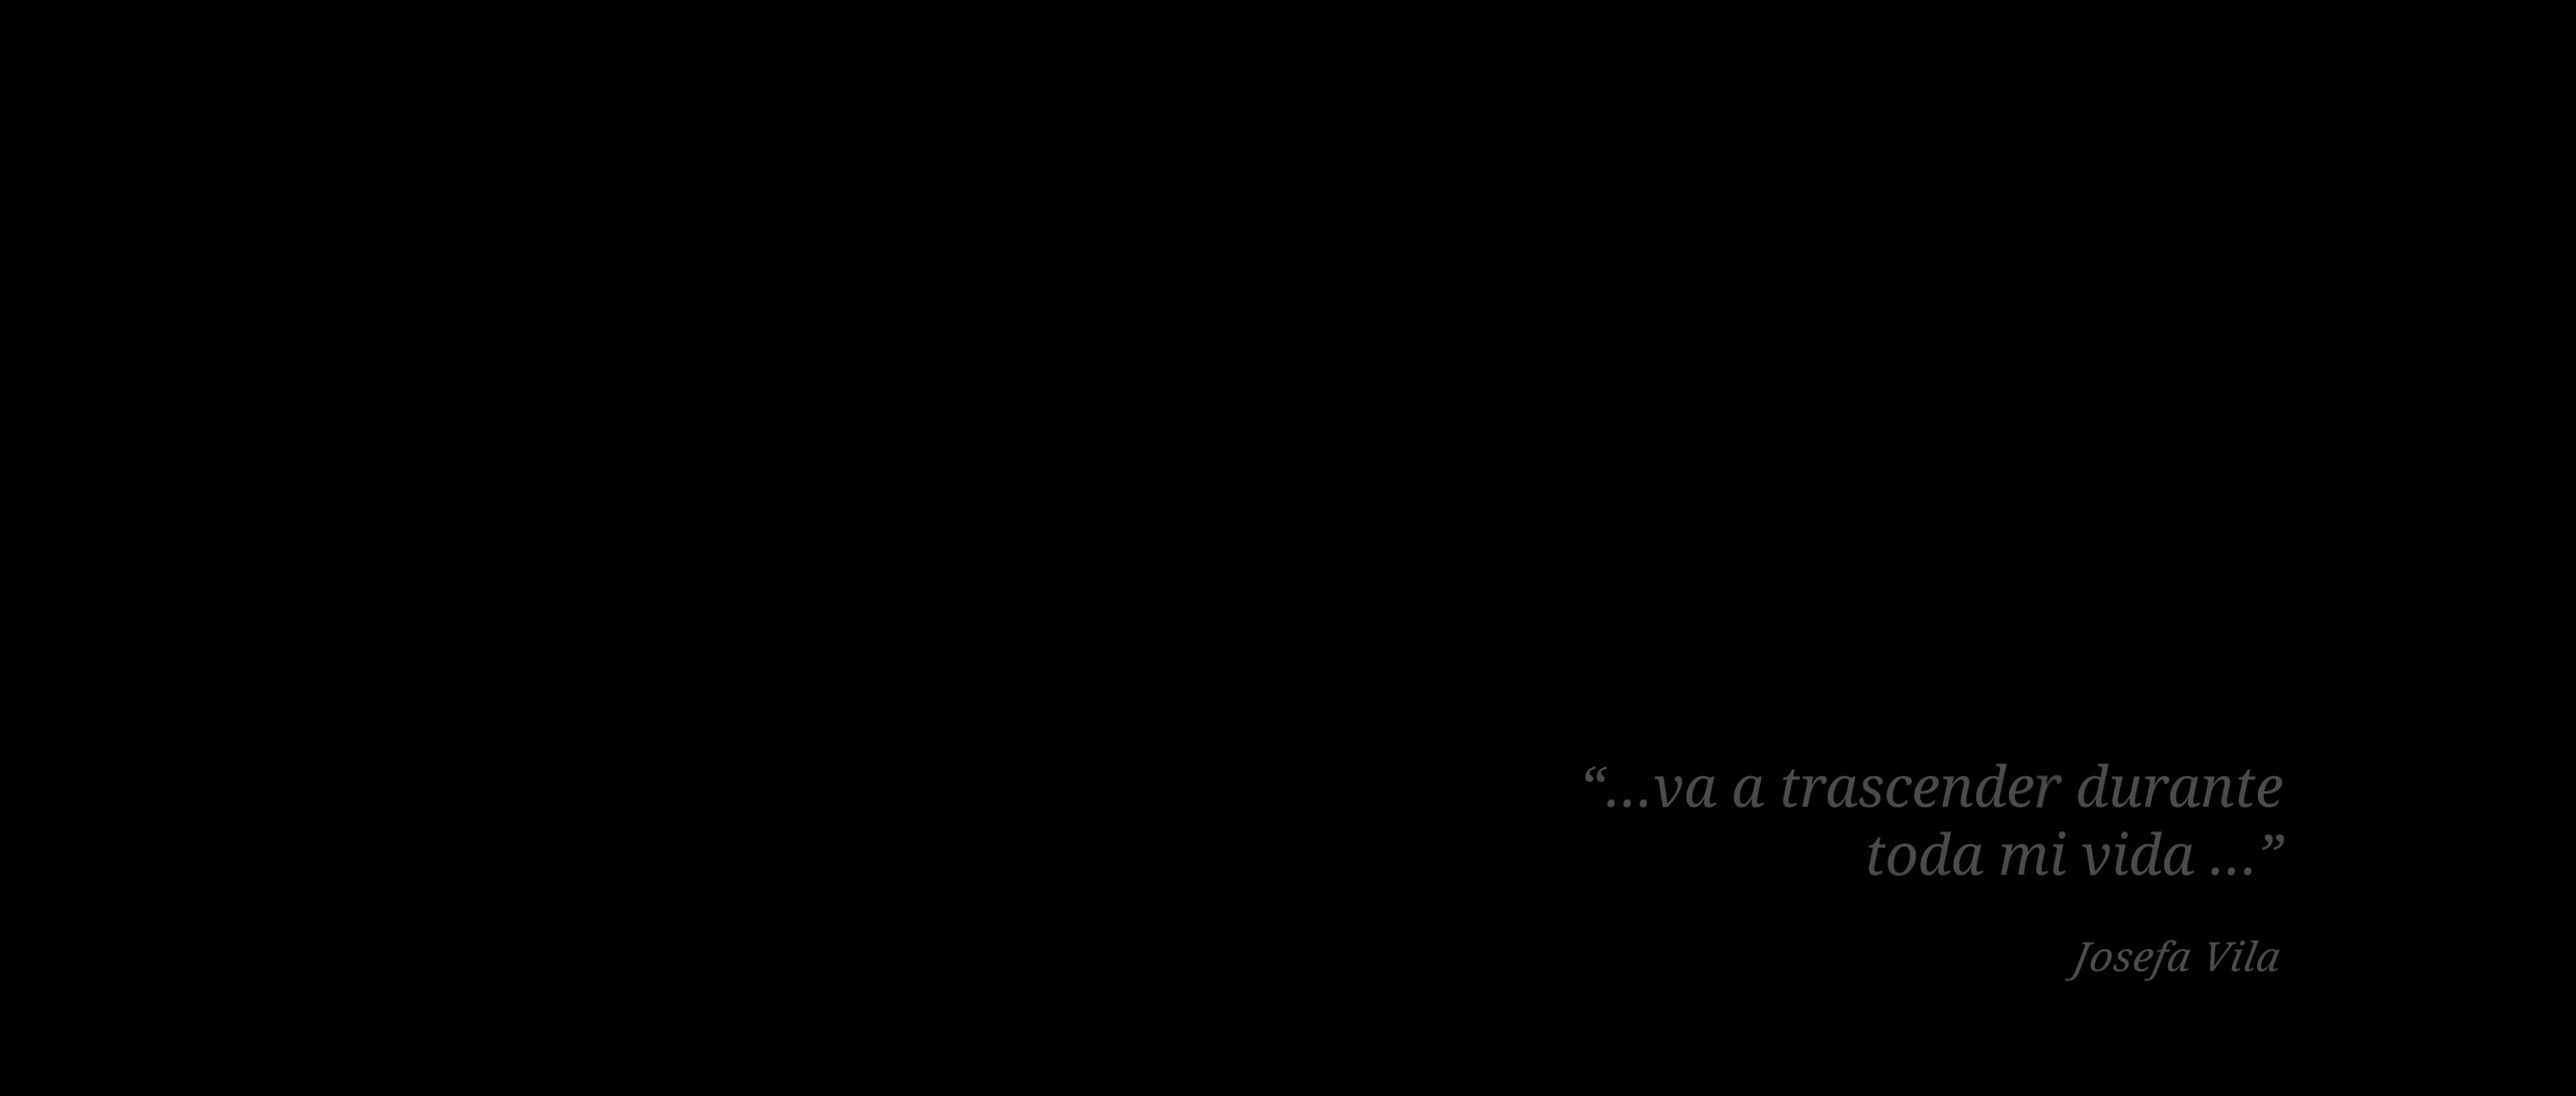 “...va a trascender durante
toda mi vida ...”
Josefa Vila